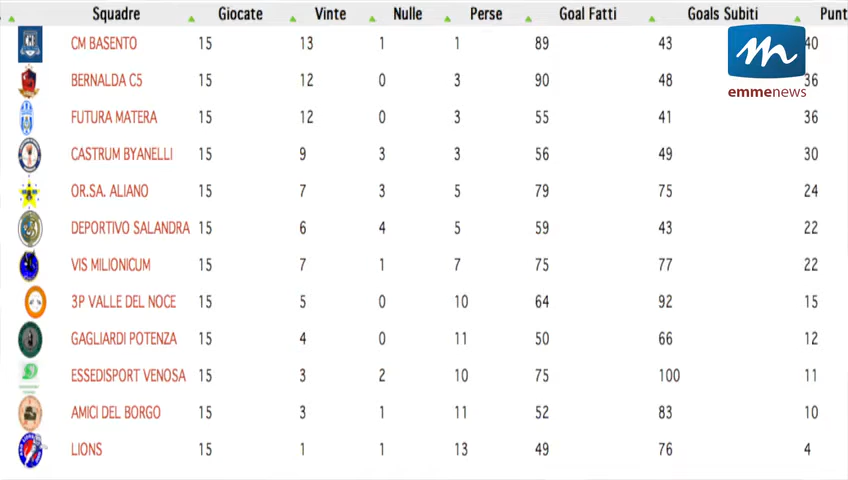 Squadre Giocate Vinte Nulle Perse Goal Fatti Goals Subiti Punt
CM BASENTO 15 13 1 1 89 43 40
BERNALDA C5 15 12 0 3 90 48 36
FUTURA MATERA 15 12 0 3 55 41 36
CASTRUM BYANELLI 15 9 3 3 56 49 30
OR.SA. ALIANO 15 7 3 5 79 75 24
DEPORTIVO SALANDRA 15 6 4 5 59 43 22
VIS MILIONICUM 15 7 1 7 75 77 22
3P VALLE DEL NOCE 15 5 0 10 64 92 15
GAGLIARDI POTENZA 15 4 0 11 50 66 12
ESSEDISPORT VENOSA 15 3 2 10 75 100 11
AMICI DEL BORGO 15 3 1 11 52 83 10
LIONS 15 1 1 13 49 76 4
m
emmenews